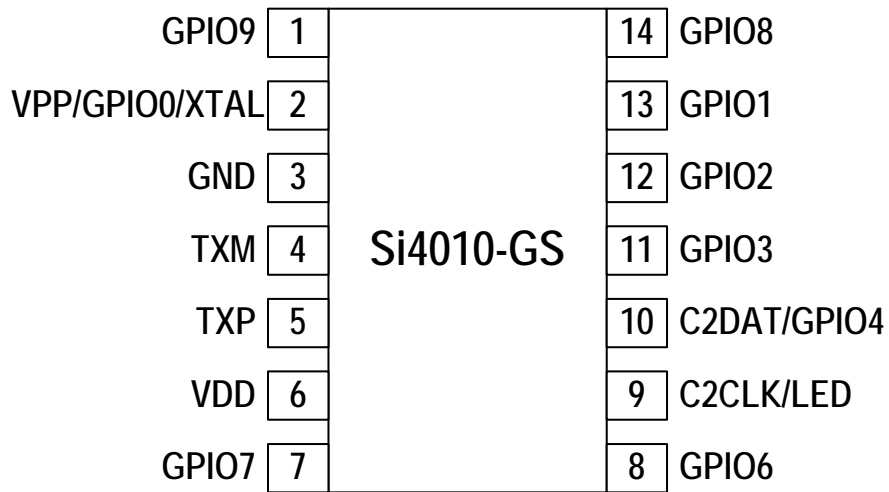 GPIO9 1 14 GPIO8
VPP/GPIO0/XTAL 2 13 GPIO1
GND 3 12 GPIO2
TXM 4 Si4010-GS 11 GPIO3
TXP 5 10 C2DAT/GPIO4
VDD 6 9 C2CLK/LED
GPIO7 7 8 GPIO6